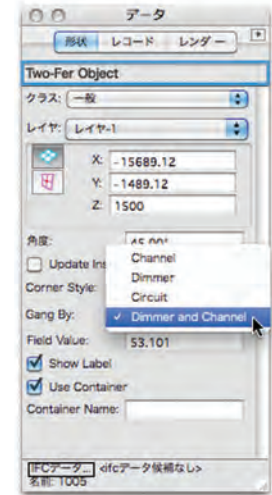 データ
形状 レコード レンダー
Two-Fer Object
クラス: 一般
レイヤ: レイヤ-1
X: -15689.12
Y: -1489.12
Z: 1500
角度: 45.00°
Update Ins
Corner Style:
Channel
Dimmer
Circuit
Gang By: ✓ Dimmer and Channel
Field Value: 53.101
Show Label
Use Container
Container Name:
IFCデータ... <ifcデータ候補なし>
名前: 1005